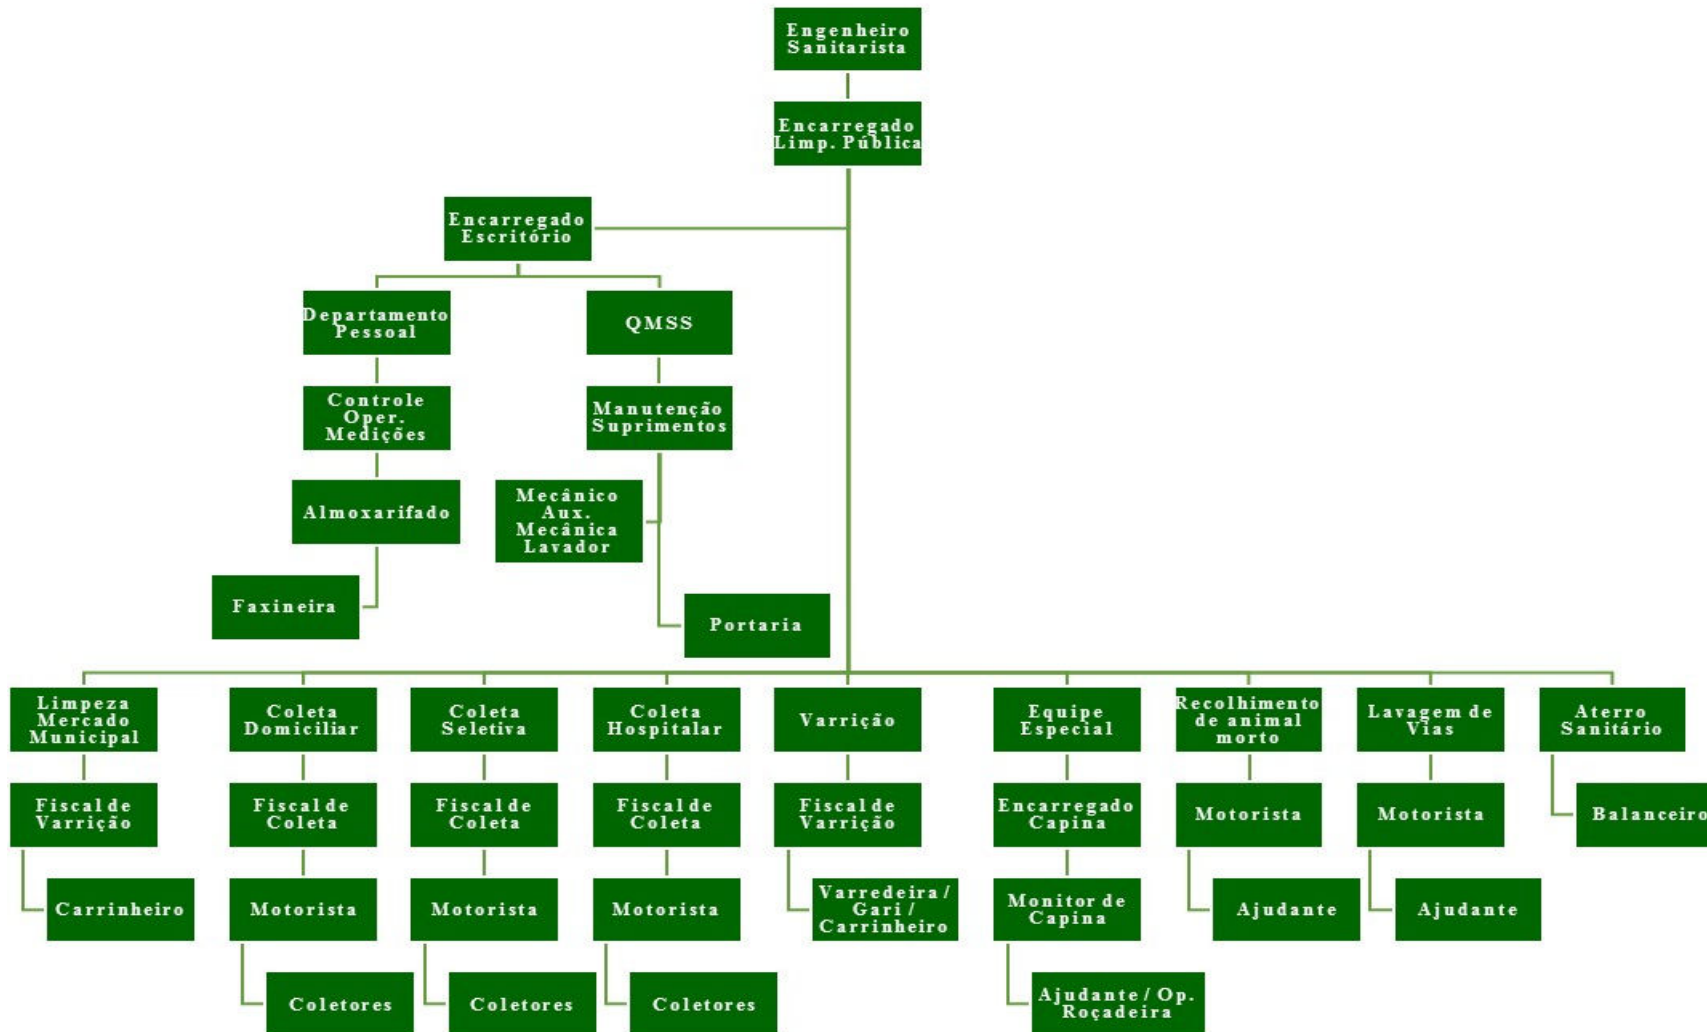 Engenheiro
Sanitarista
Encarregado
Limp. Pública
Encarregado
Escritório
Departamento
Pessoal
QMSS
Controle
Oper.
Medições
Manutenção
Suprimentos
Almoxarifado
Mecânico
Aux.
Mecânica
Lavador
Faxineira
Portaria
Limpeza
Mercado
Municipal
Coleta
Domiciliar
Coleta
Seletiva
Coleta
Hospitalar
Varrição
Equipe
Especial
Recolhimento
de animal
morto
Lavagem de
Vias
Aterro
Sanitário
Fiscal de
Varrição
Fiscal de
Coleta
Fiscal de
Coleta
Fiscal de
Coleta
Fiscal de
Varrição
Encarregado
Capina
Motorista
Motorista
Balanceiro
Carrinheiro
Motorista
Motorista
Motorista
Varredeira /
Gari /
Carrinheiro
Monitor de
Capina
Ajudante
Ajudante
Coletores
Coletores
Coletores
Ajudante / Op.
Roçadeira